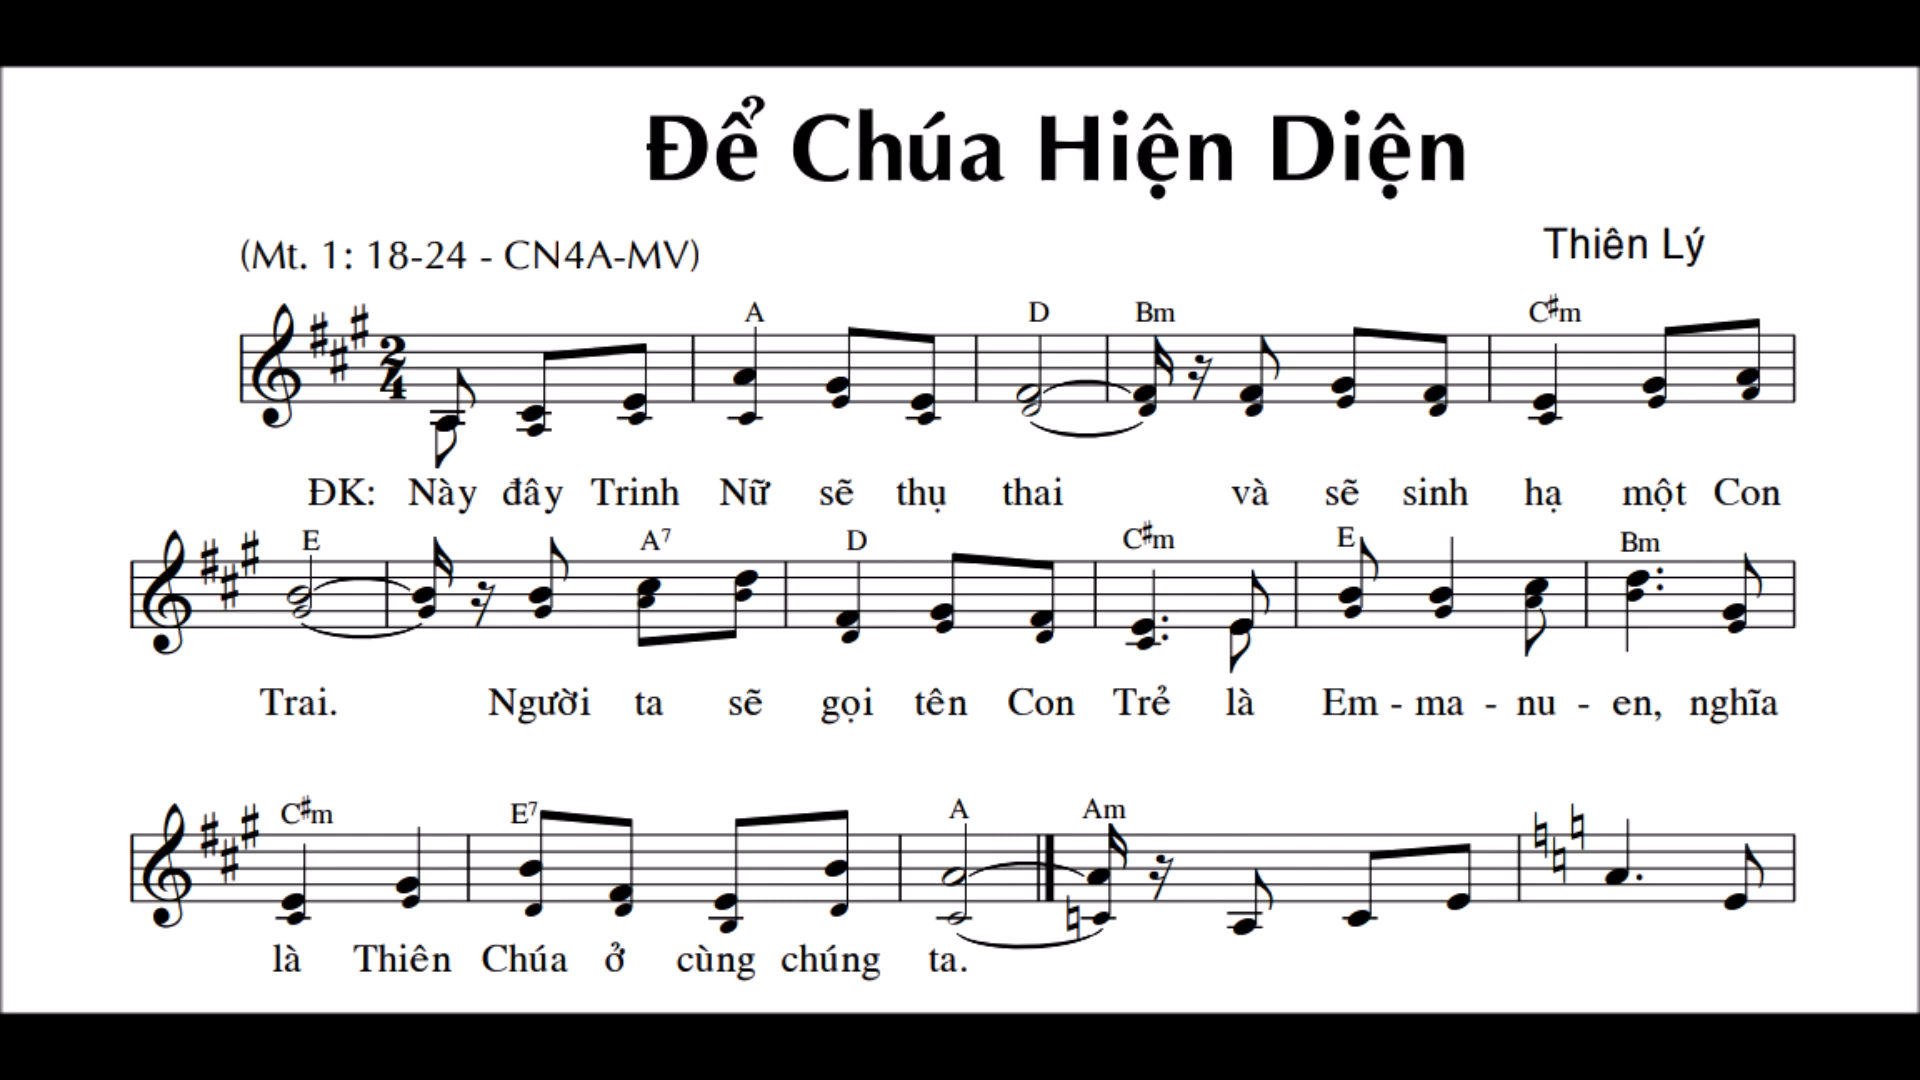 Để Chúa Hiện Diện
(Mt. 1: 18-24 - CN4A-MV)
Thiên Lý
2/4
A D Bm C♯m
ĐK: Này đây Trinh Nữ sẽ thụ thai và sẽ sinh hạ một Con
E A7 D C♯m E Bm
Trai. Người ta sẽ gọi tên Con Trẻ là Em - ma - nu - en, nghĩa
C♯m E7 A Am
là Thiên Chúa ở cùng chúng ta.